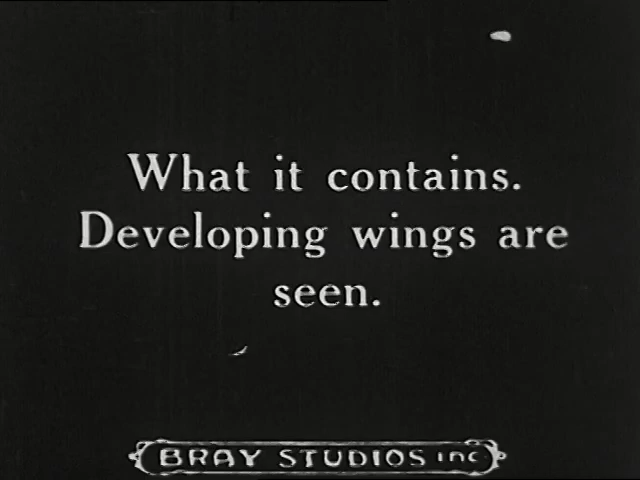 What it contains.
Developing wings are
seen.
BRAY STUDIOS inc